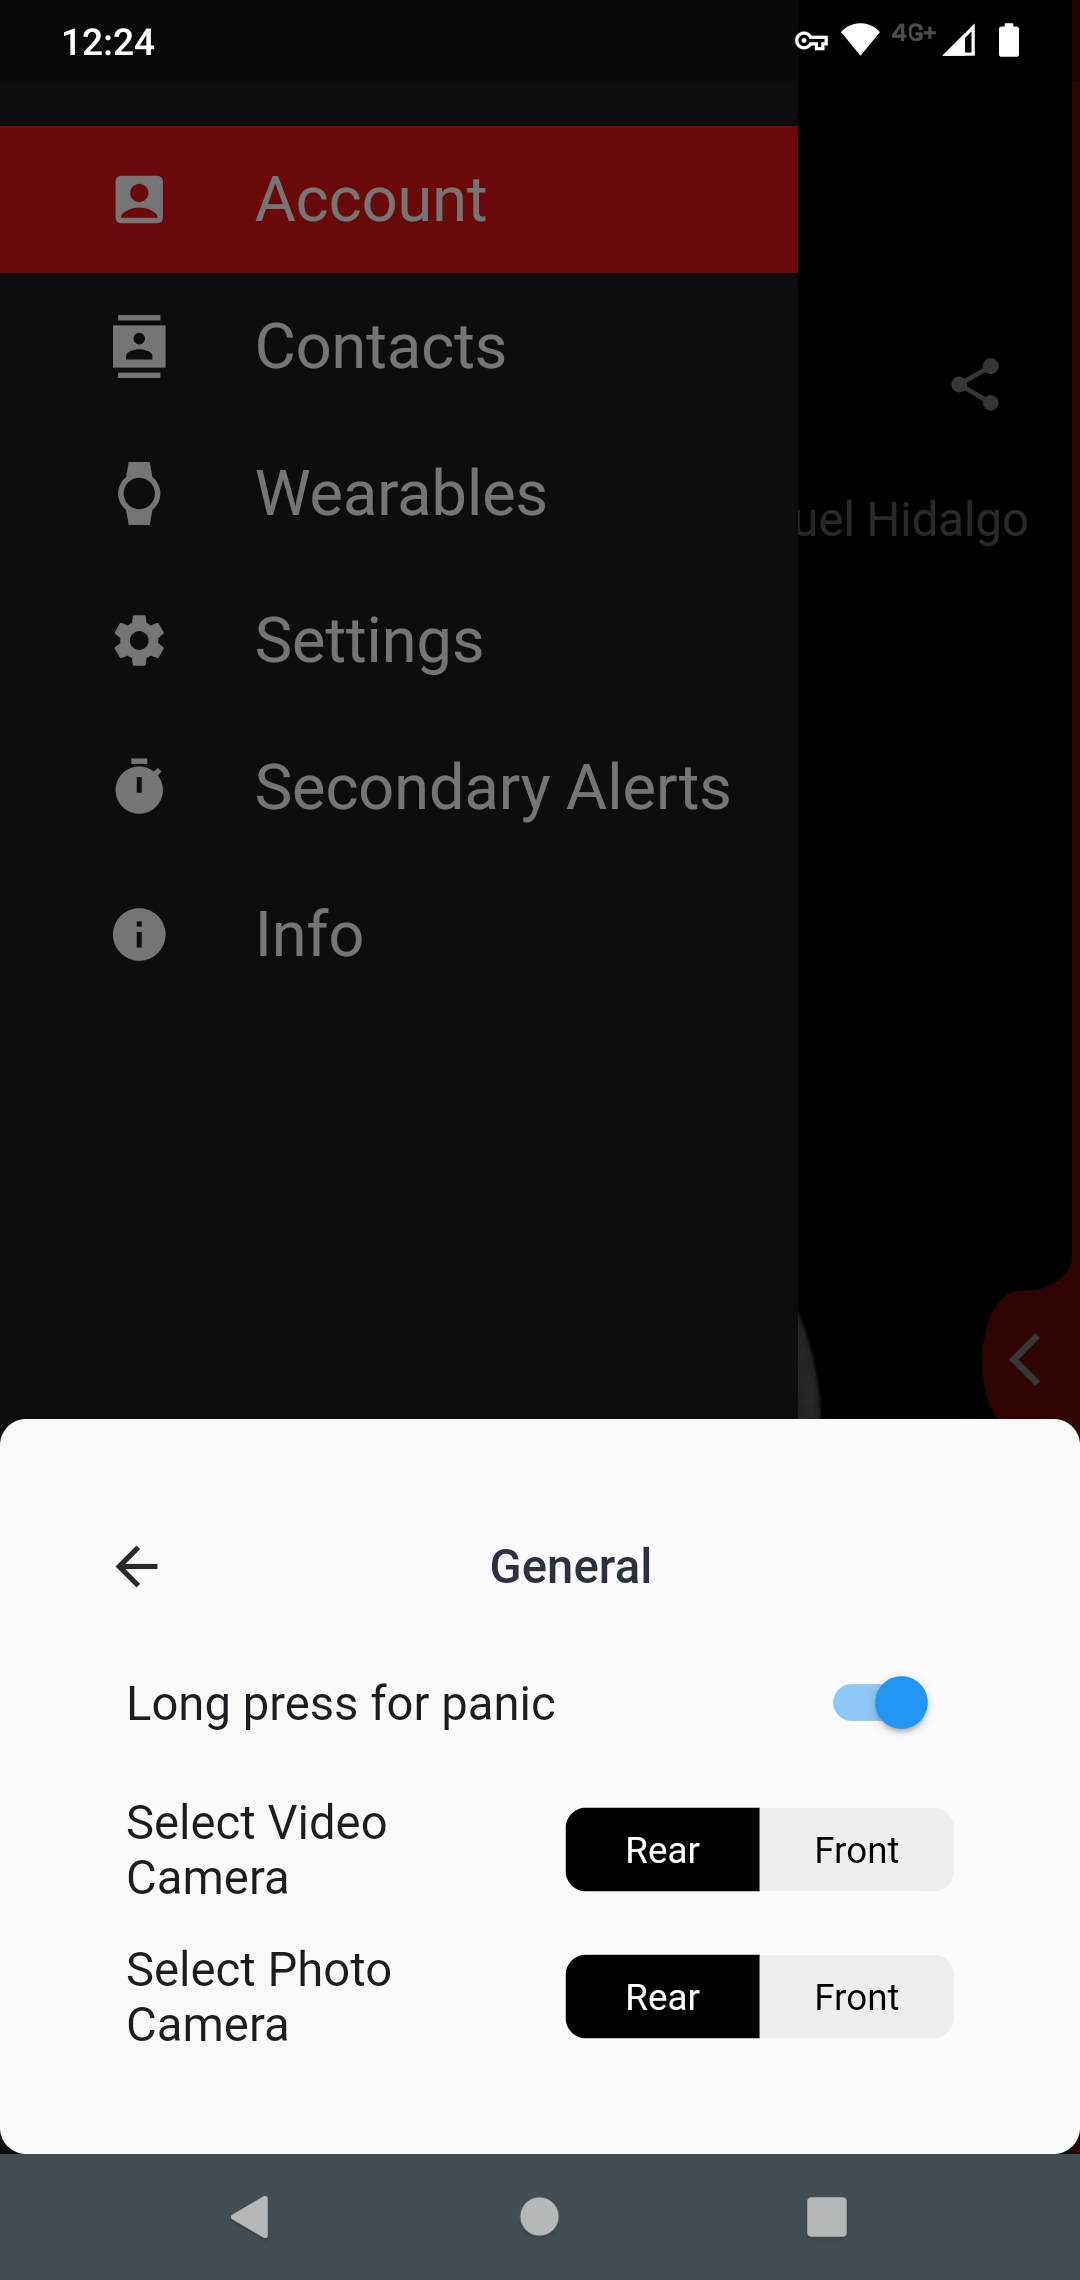 12:24
4G+
Account
Contacts
Wearables
uel Hidalgo
Settings
Secondary Alerts
Info
General
Long press for panic
Select Video
Camera
Rear
Front
Select Photo
Camera
Rear
Front